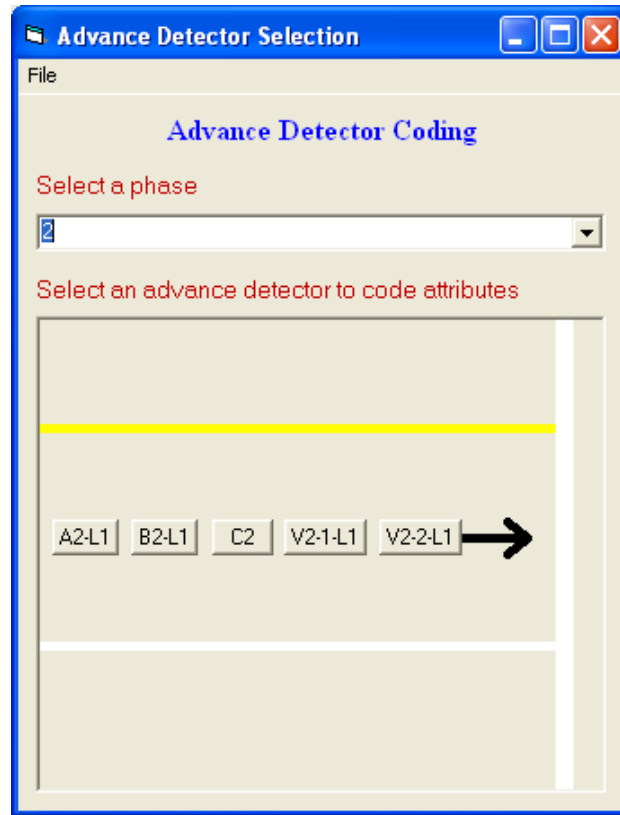 Advance Detector Selection
File
Advance Detector Coding
Select a phase
2
Select an advance detector to code attributes
A2-L1 B2-L1 C2 V2-1-L1 V2-2-L1